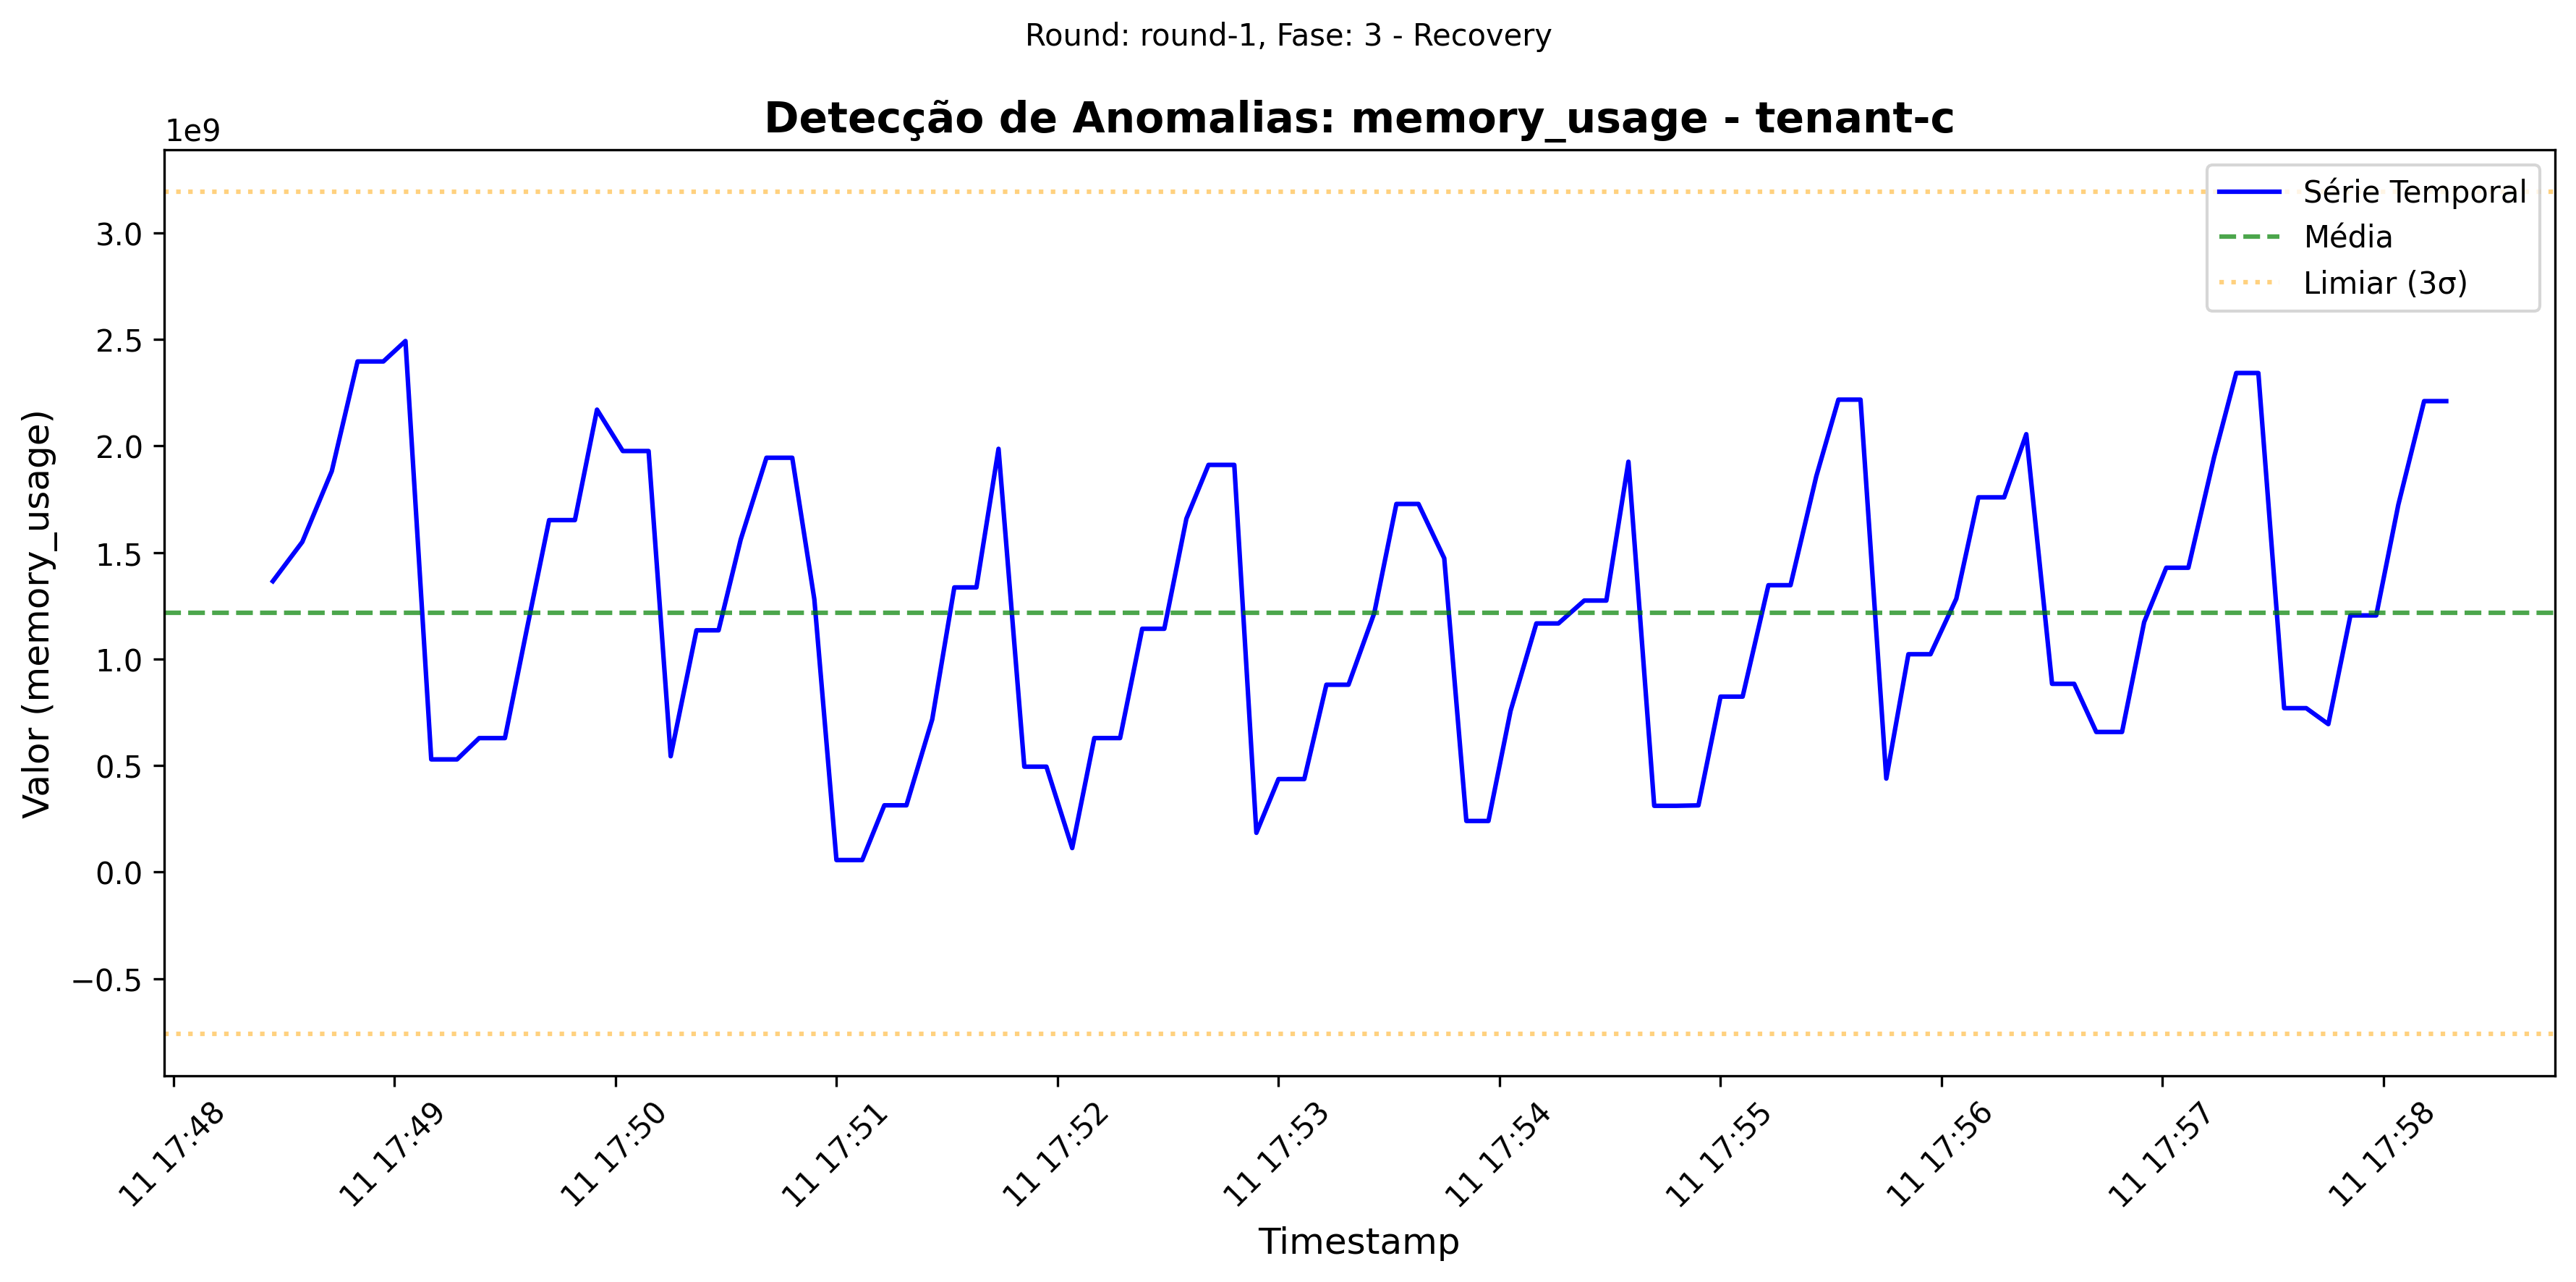 Round: round-1, Fase: 3 - Recovery
Detecção de Anomalias: memory_usage - tenant-c
1e9
Série Temporal
Média
Limiar (3σ)
3.0
2.5
2.0
1.5
1.0
0.5
0.0
−0.5
Valor (memory_usage)
11 17:48
11 17:49
11 17:50
11 17:51
11 17:52
11 17:53
11 17:54
11 17:55
11 17:56
11 17:57
11 17:58
Timestamp